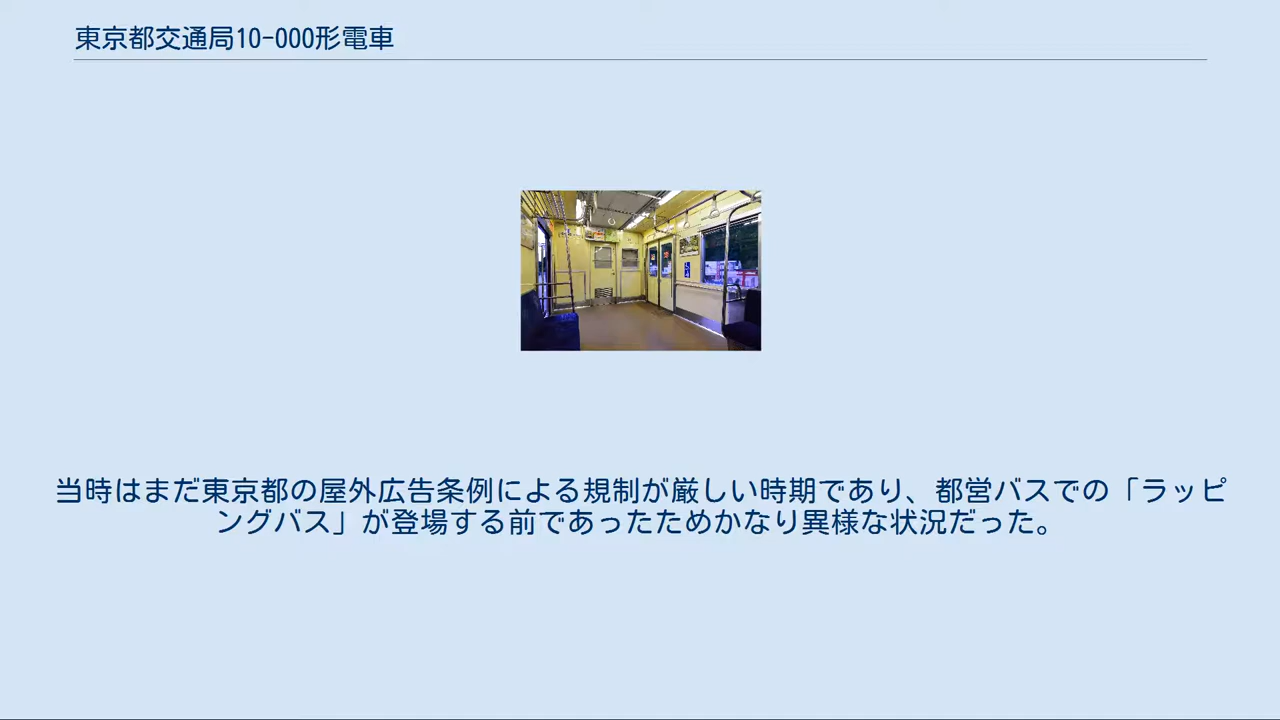 東京都交通局10-000形電車
当時はまだ東京都の屋外広告条例による規制が厳しい時期であり、都営バスでの「ラッピ
ングバス」が登場する前であったためかなり異様な状況だった。